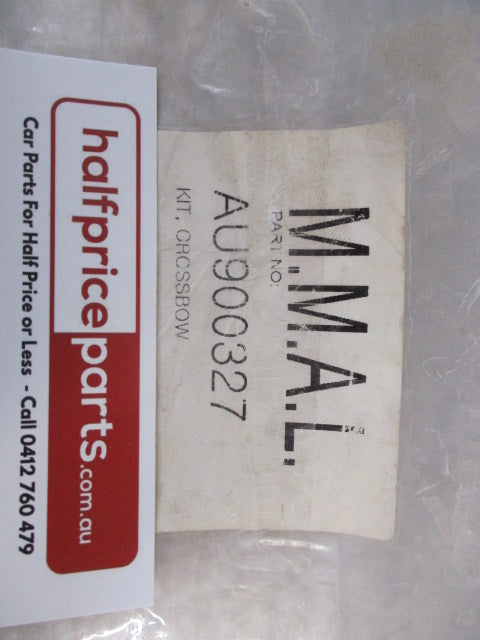 M.M.A.L.
PART NO:
AU900327
KIT, CROSSBOW
halfpriceparts.com.au
Car Parts For Half Price or Less - Call 0412 760 479